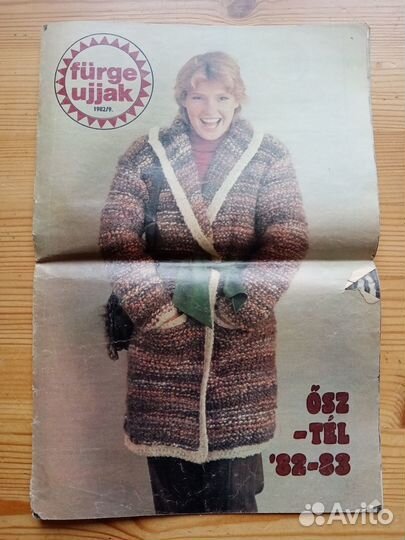 fürge
ujjak
1982/9.
ŐSZ
-TÉL
'82-83
Avito